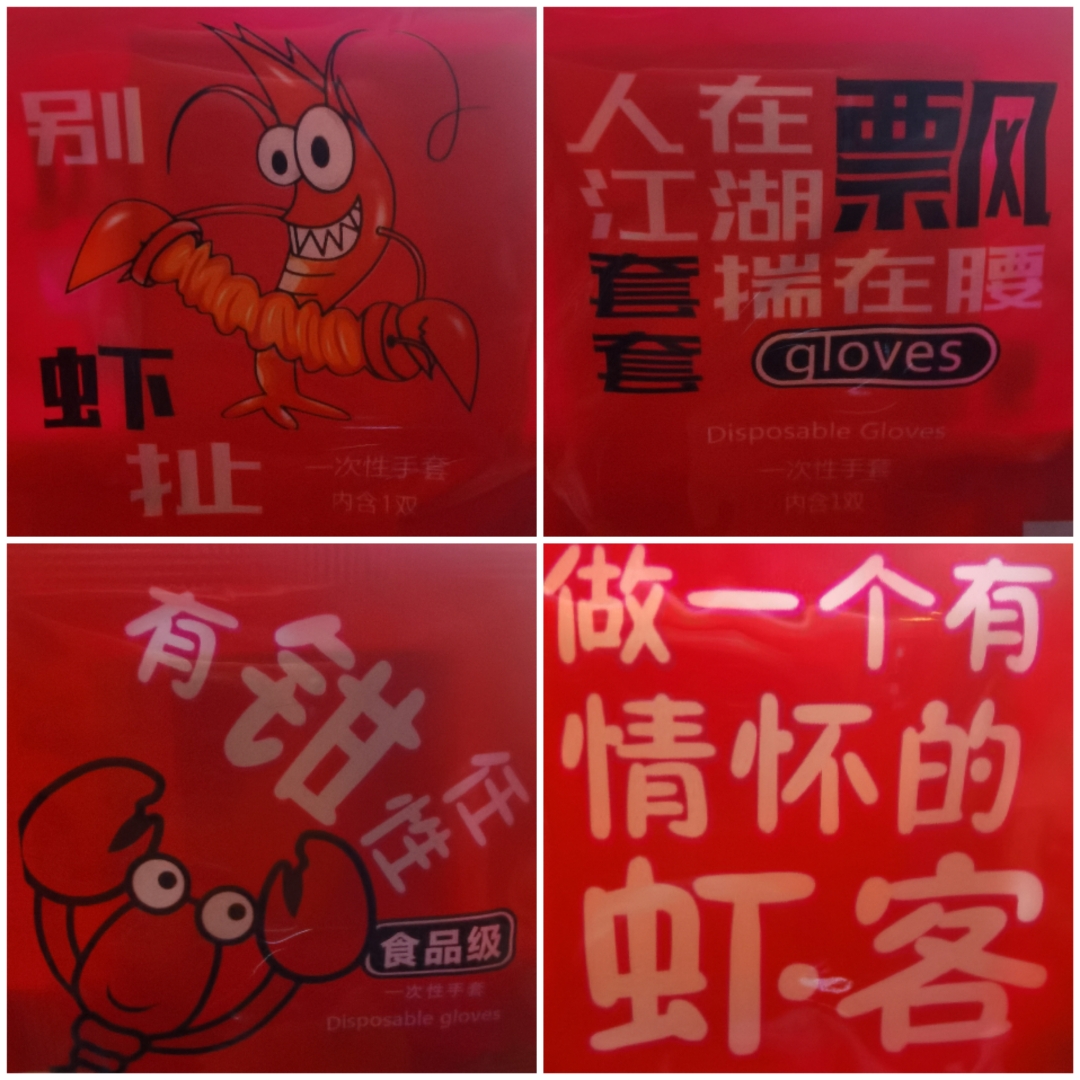 别
虾
扯
一次性手套
内含1双
人在
江湖
飘风
套揣在腰
套
gloves
Disposable Gloves
一次性手套
内含1双
有
钳
任
性
食品级
一次性手套
Disposable gloves
做一个有
情怀的
虾客